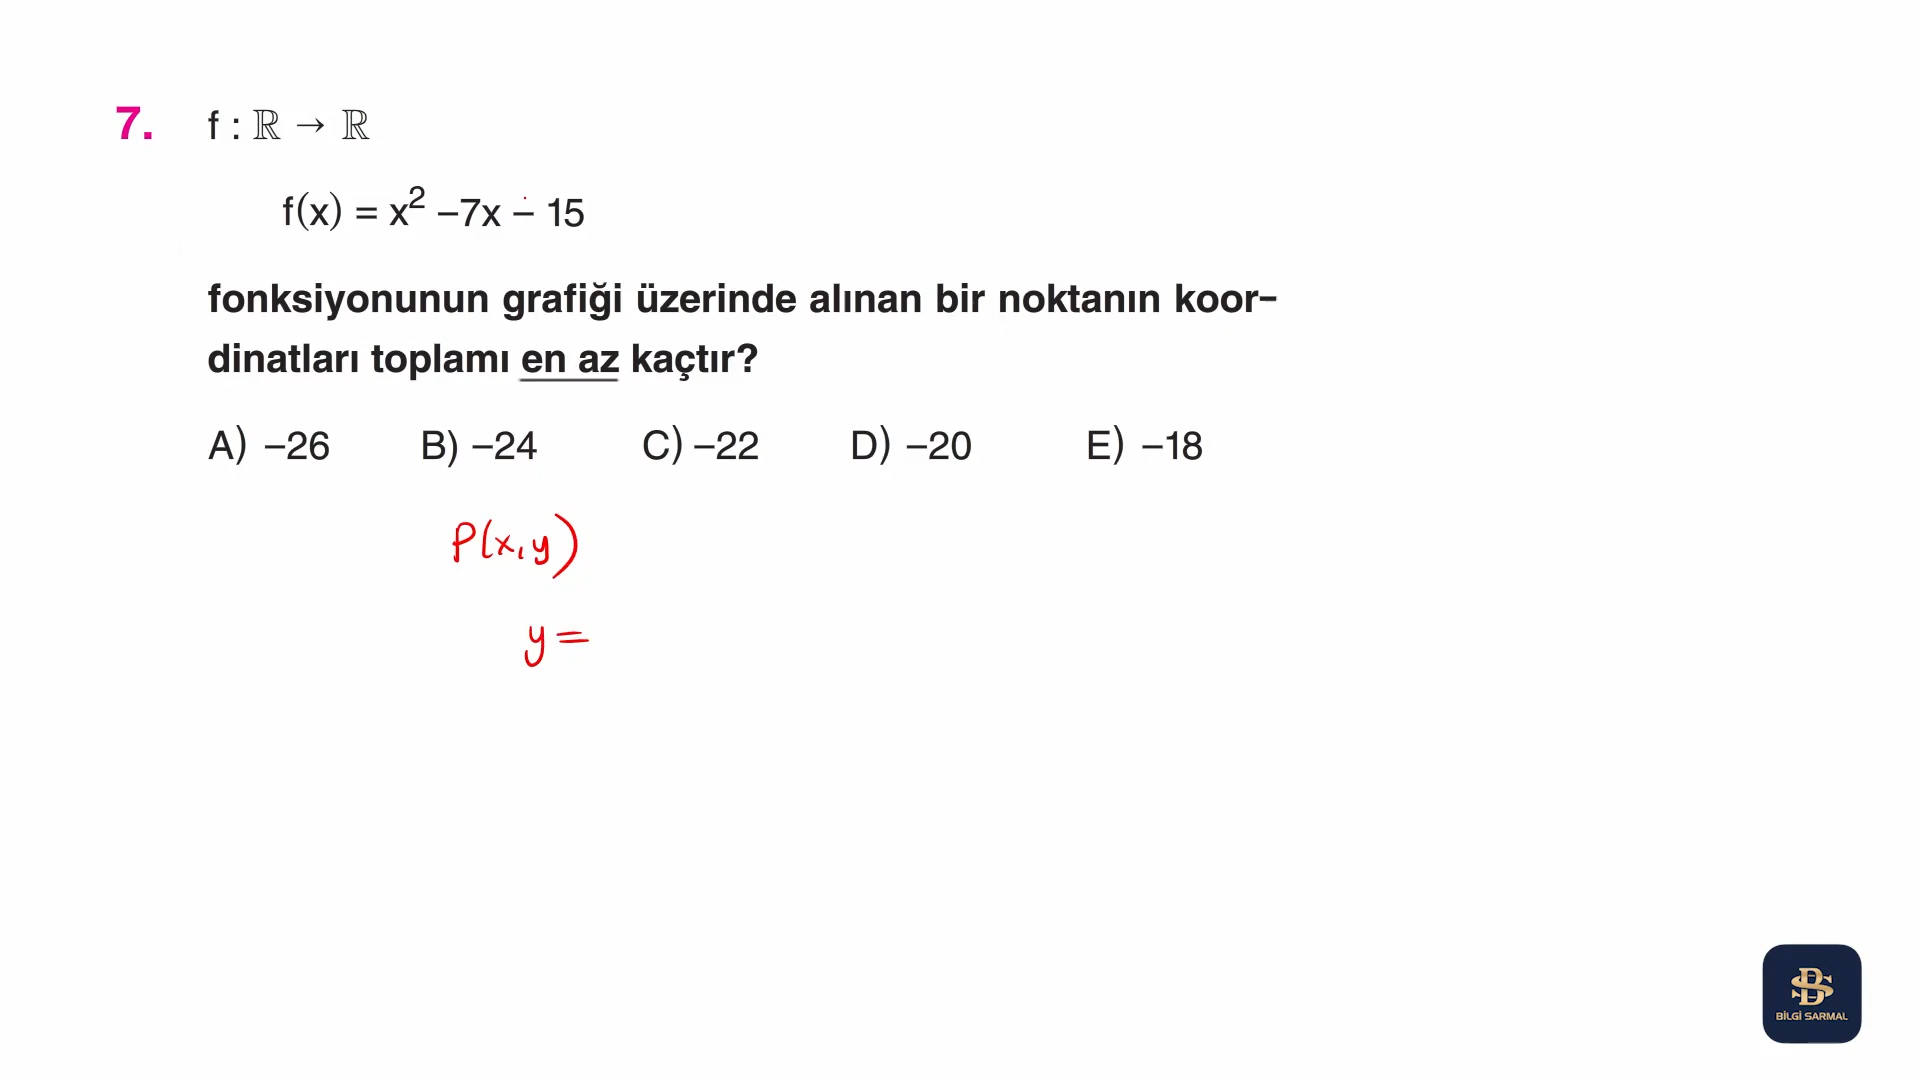 7. f : ℝ → ℝ
f(x) = x² –7x – 15
fonksiyonunun grafiği üzerinde alınan bir noktanın koor-
dinatları toplamı en az kaçtır?
A) –26 B) –24 C) –22 D) –20 E) –18
P(x,y)
y=
BİLGİ SARMAL